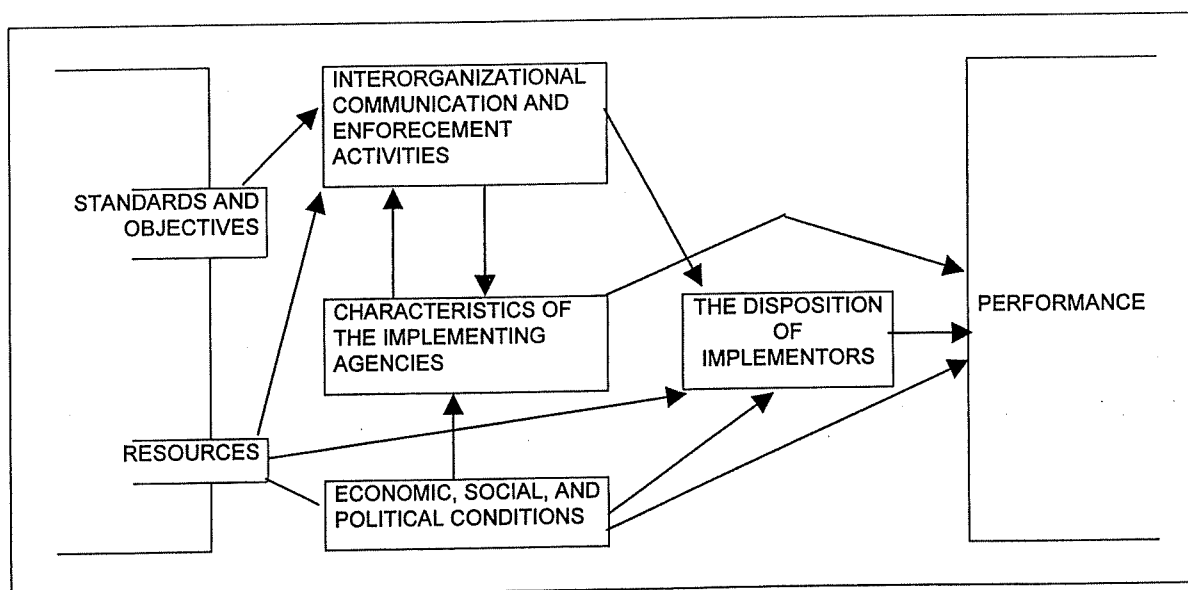 INTERORGANIZATIONAL
COMMUNICATION AND
ENFORECEMENT
ACTIVITIES
STANDARDS AND
OBJECTIVES
CHARACTERISTICS OF
THE IMPLEMENTING
AGENCIES
THE DISPOSITION
OF
IMPLEMENTORS
PERFORMANCE
RESOURCES
ECONOMIC, SOCIAL, AND
POLITICAL CONDITIONS